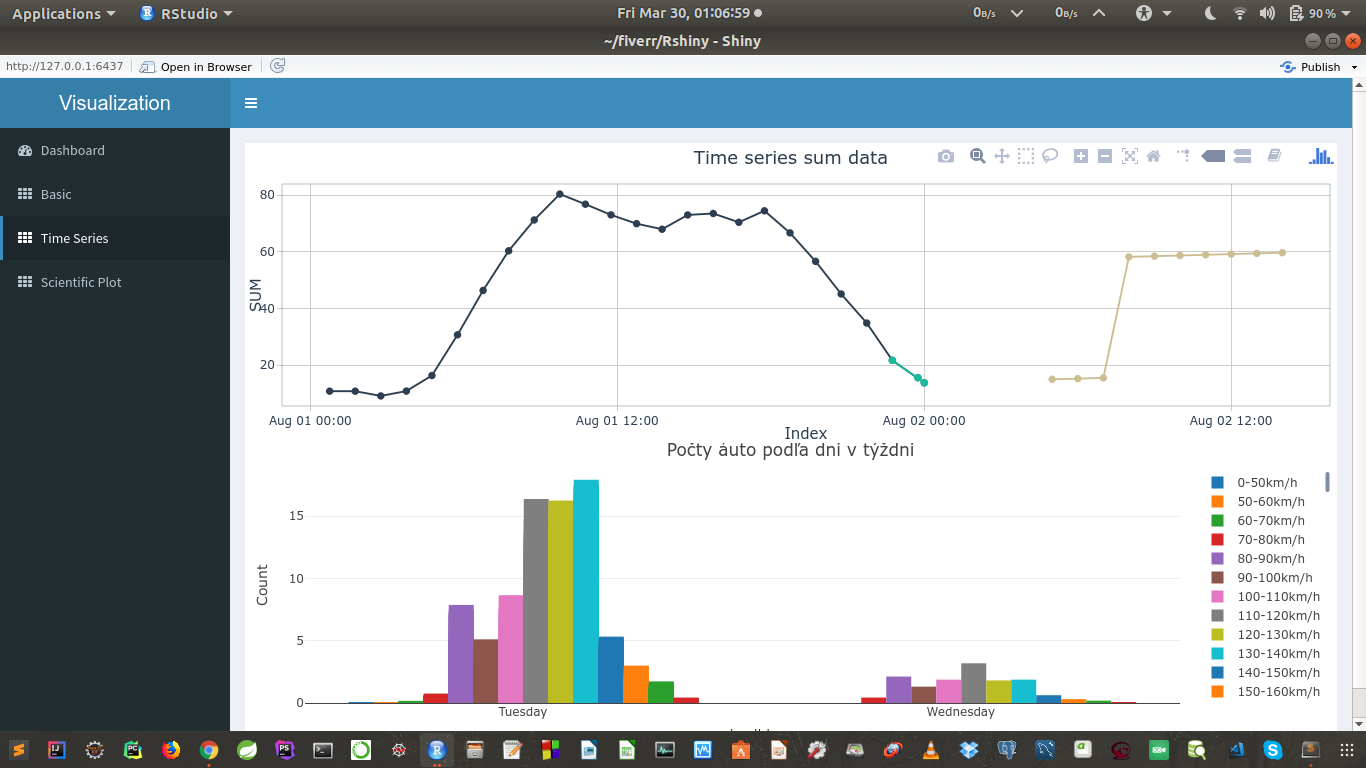 Applications RStudio Fri Mar 30, 01:06:59 0B/s 0B/s 90 %
~/fiverr/Rshiny - Shiny
http://127.0.0.1:6437 Open in Browser Publish
Visualization
Dashboard
Basic
Time Series
Scientific Plot
Time series sum data
SUM
80
60
40
20
Aug 01 00:00 Aug 01 12:00 Aug 02 00:00 Aug 02 12:00
Index
Počty áuto podľa dni v týždni
Count
15
10
5
0
Tuesday Wednesday
0-50km/h
50-60km/h
60-70km/h
70-80km/h
80-90km/h
90-100km/h
100-110km/h
110-120km/h
120-130km/h
130-140km/h
140-150km/h
150-160km/h